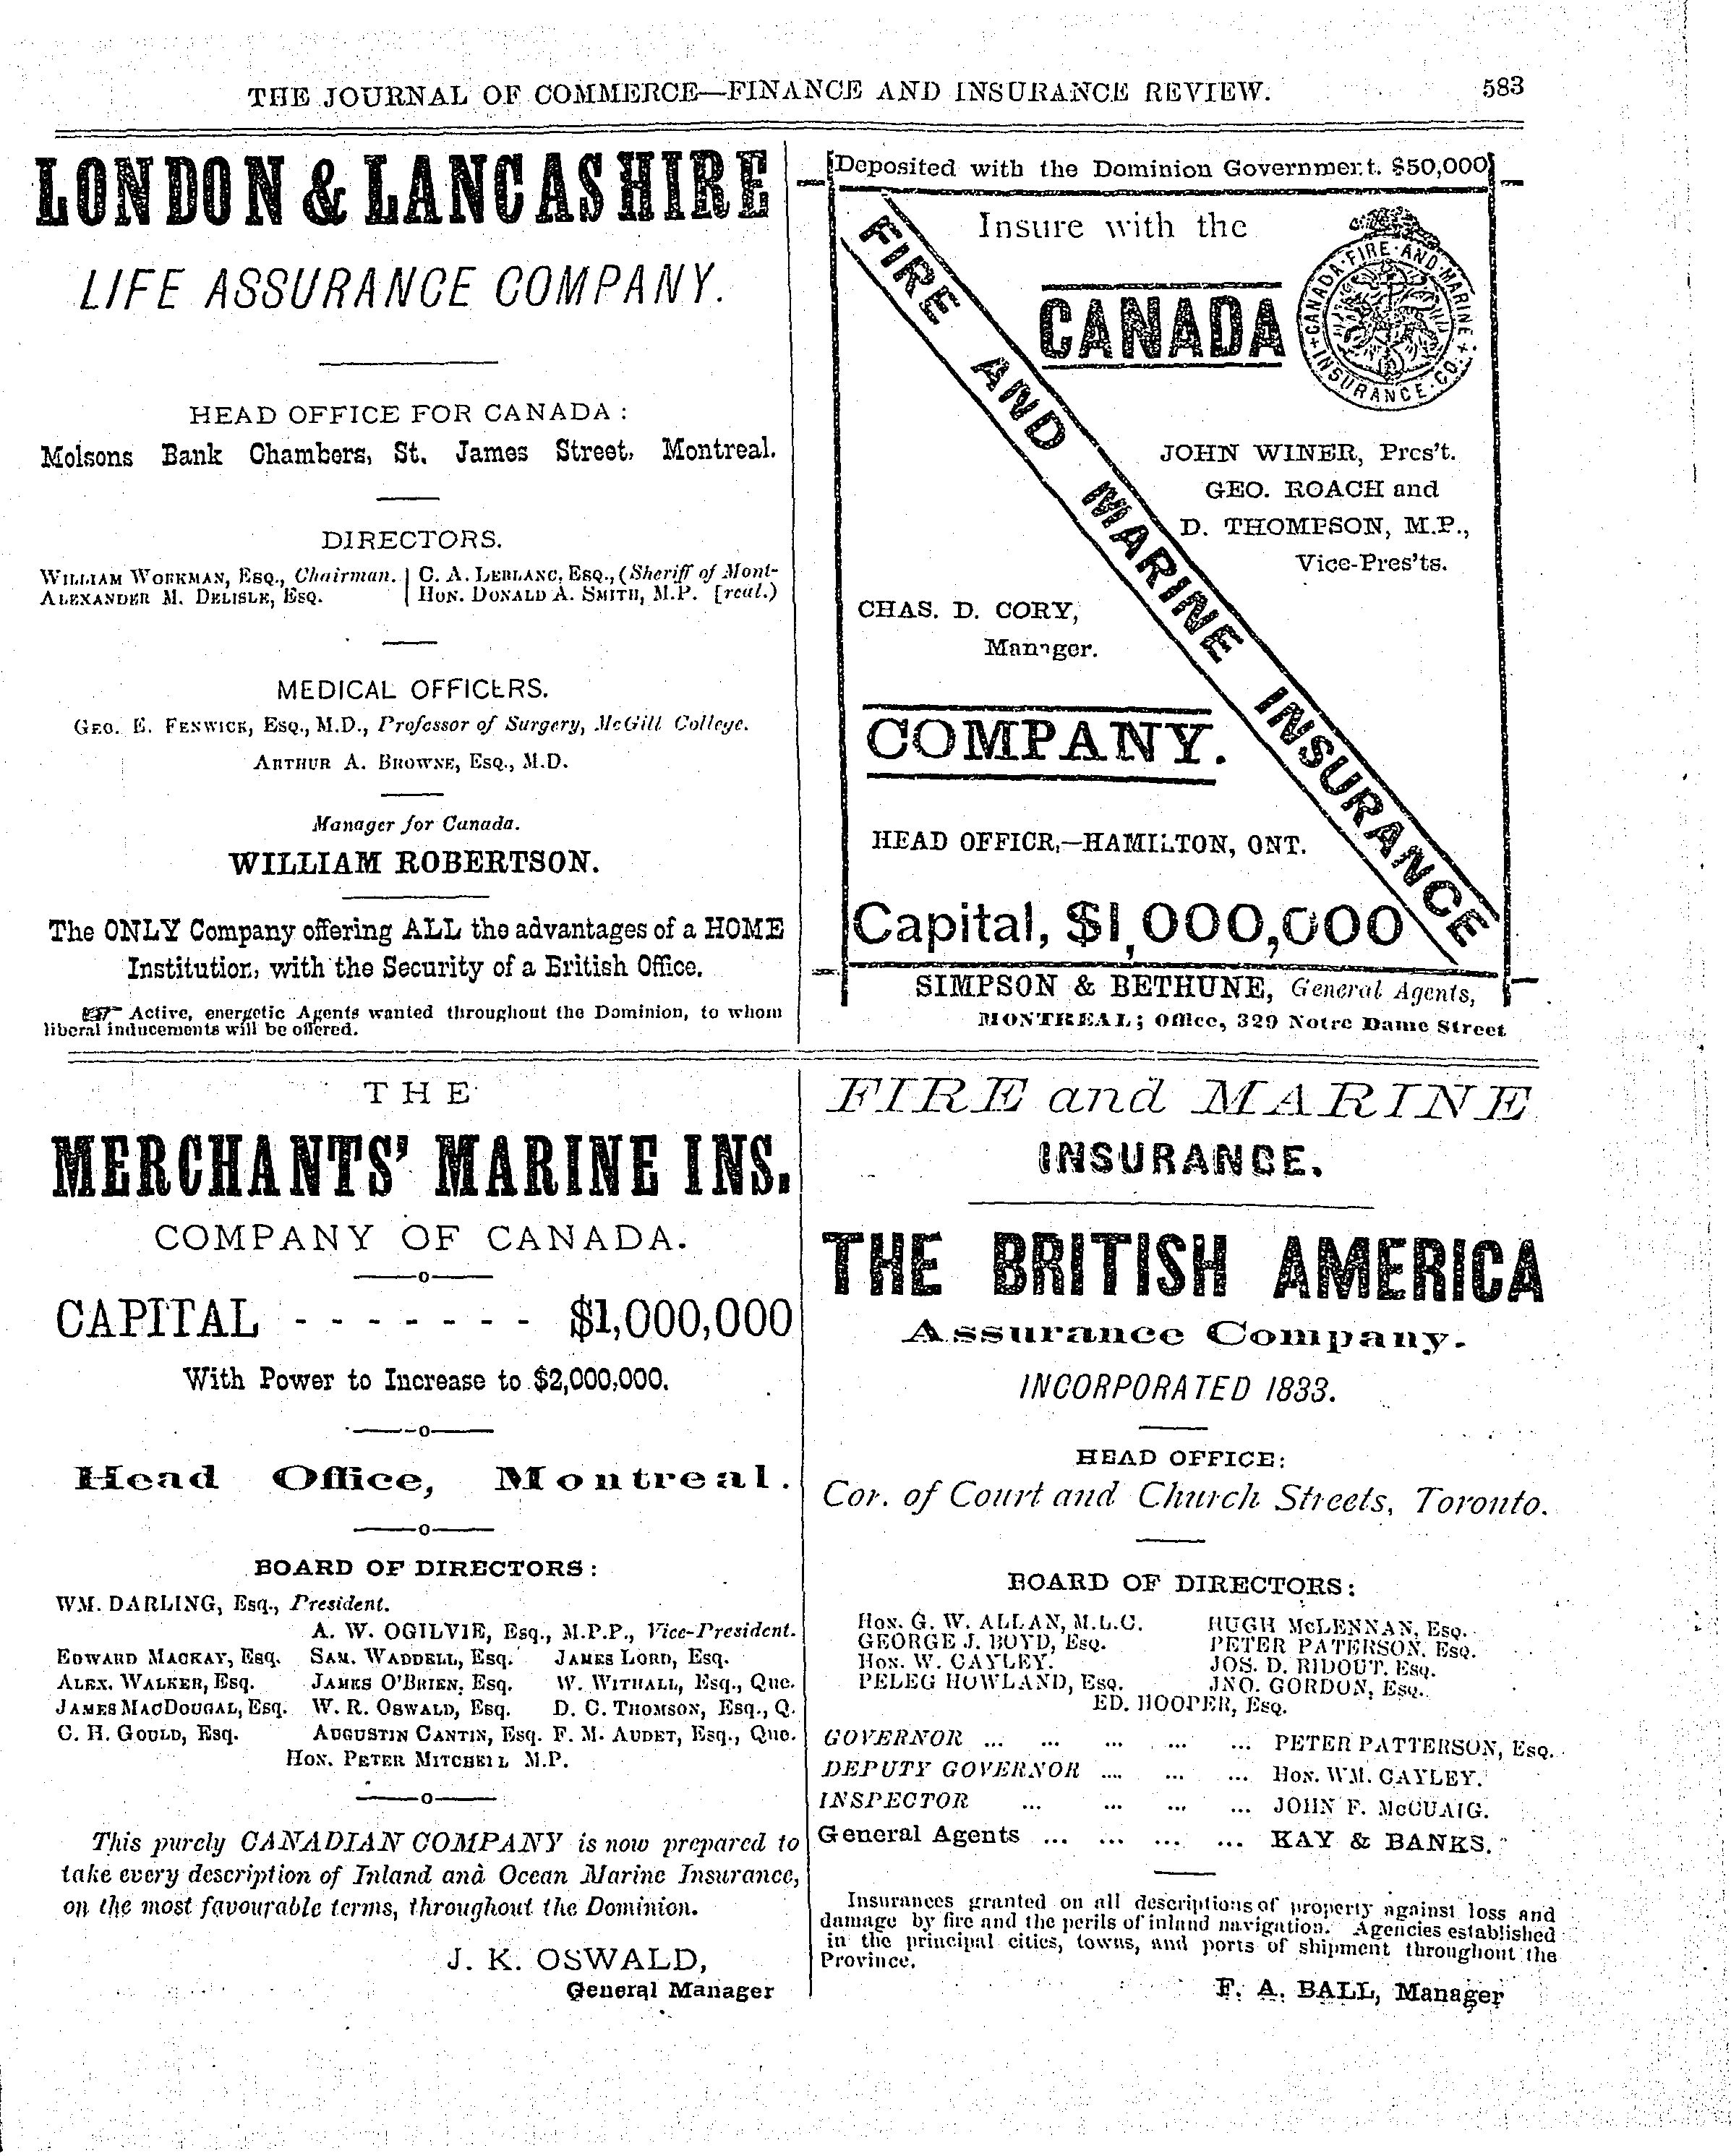 THE JOURNAL OF COMMERCE—FINANCE AND INSURANCE REVIEW. 583
LONDON & LANCASHIRE
LIFE ASSURANCE COMPANY.
HEAD OFFICE FOR CANADA:
Molsons Bank Chambers, St. James Street, Montreal.
DIRECTORS.
WILLIAM WORKMAN, ESQ., Chairman. | C. A. LEBLANC, ESQ., (Sheriff of Mont-
ALEXANDER M. DELISLE, ESQ. | HON. DONALD A. SMITH, M.P. [real.)
MEDICAL OFFICERS.
GEO. E. FENWICK, ESQ., M.D., Professor of Surgery, McGill College.
ARTHUR A. BROWNE, ESQ., M.D.
Manager for Canada.
WILLIAM ROBERTSON.
The ONLY Company offering ALL the advantages of a HOME
Institution, with the Security of a British Office.
☞ Active, energetic Agents wanted throughout the Dominion, to whom
liberal inducements will be offered.
Deposited with the Dominion Government. $50,000
Insure with the
CANADA
CANADA·FIRE·AND·MARINE
INSURANCE·CO.
FIRE AND MARINE INSURANCE
JOHN WINER, Pres't.
GEO. ROACH and
D. THOMPSON, M.P.,
Vice-Pres'ts.
CHAS. D. CORY,
Manager.
COMPANY.
HEAD OFFICR,—HAMILTON, ONT.
Capital, $1,000,000
SIMPSON & BETHUNE, General Agents,
MONTREAL; Office, 329 Notre Dame Street
THE
MERCHANTS' MARINE INS.
COMPANY OF CANADA.
CAPITAL - - - - - - - $1,000,000
With Power to Increase to $2,000,000.
Head Office, Montreal.
BOARD OF DIRECTORS:
WM. DARLING, Esq., President.
A. W. OGILVIE, Esq., M.P.P., Vice-President.
EDWARD MACKAY, Esq. SAM. WADDELL, Esq. JAMES LORD, Esq.
ALEX. WALKER, Esq. JAMES O'BRIEN, Esq. W. WITHALL, Esq., Que.
JAMES MACDOUGAL, Esq. W. R. OSWALD, Esq. D. C. THOMSON, Esq., Q.
C. H. GOULD, Esq. AUGUSTIN CANTIN, Esq. F. M. AUDET, Esq., Que.
HON. PETER MITCHELL M.P.
This purely CANADIAN COMPANY is now prepared to
take every description of Inland and Ocean Marine Insurance,
on the most favourable terms, throughout the Dominion.
J. K. OSWALD,
General Manager
FIRE and MARINE
INSURANCE.
THE BRITISH AMERICA
Assurance Company.
INCORPORATED 1833.
HEAD OFFICE:
Cor. of Court and Church Streets, Toronto.
BOARD OF DIRECTORS:
HON. G. W. ALLAN, M.L.C. HUGH McLENNAN, Esq.
GEORGE J. BOYD, Esq. PETER PATERSON, Esq.
HON. W. CAYLEY. JOS. D. RIDOUT, Esq.
PELEG HOWLAND, Esq. JNO. GORDON, Esq.
ED. HOOPER, Esq.
GOVERNOR ... ... ... ... ... PETER PATTERSON, Esq.
DEPUTY GOVERNOR .... ... ... HON. WM. CAYLEY.
INSPECTOR ... ... ... ... JOHN F. McCUAIG.
General Agents ... ... ... ... KAY & BANKS.
Insurances granted on all descriptions of property against loss and
damage by fire and the perils of inland navigation. Agencies established
in the principal cities, towns, and ports of shipment throughout the
Province.
F. A. BALL, Manager